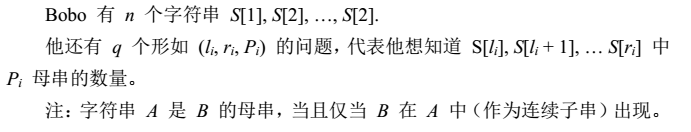 Bobo 有 n 个字符串 S[1], S[2], …, S[2].
他还有 q 个形如 (li, ri, Pi) 的问题，代表他想知道 S[li], S[li + 1], … S[ri] 中
Pi 母串的数量。
注：字符串 A 是 B 的母串，当且仅当 B 在 A 中（作为连续子串）出现。